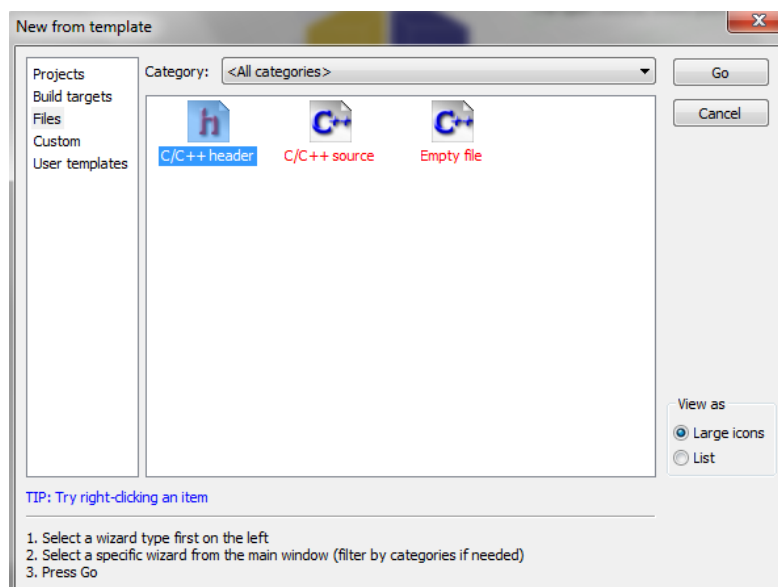 New from template
Projects
Build targets
Files
Custom
User templates
Category: <All categories>
h
C/C++ header
C++
C/C++ source
C++
Empty file
Go
Cancel
View as
Large icons
List
TIP: Try right-clicking an item
1. Select a wizard type first on the left
2. Select a specific wizard from the main window (filter by categories if needed)
3. Press Go